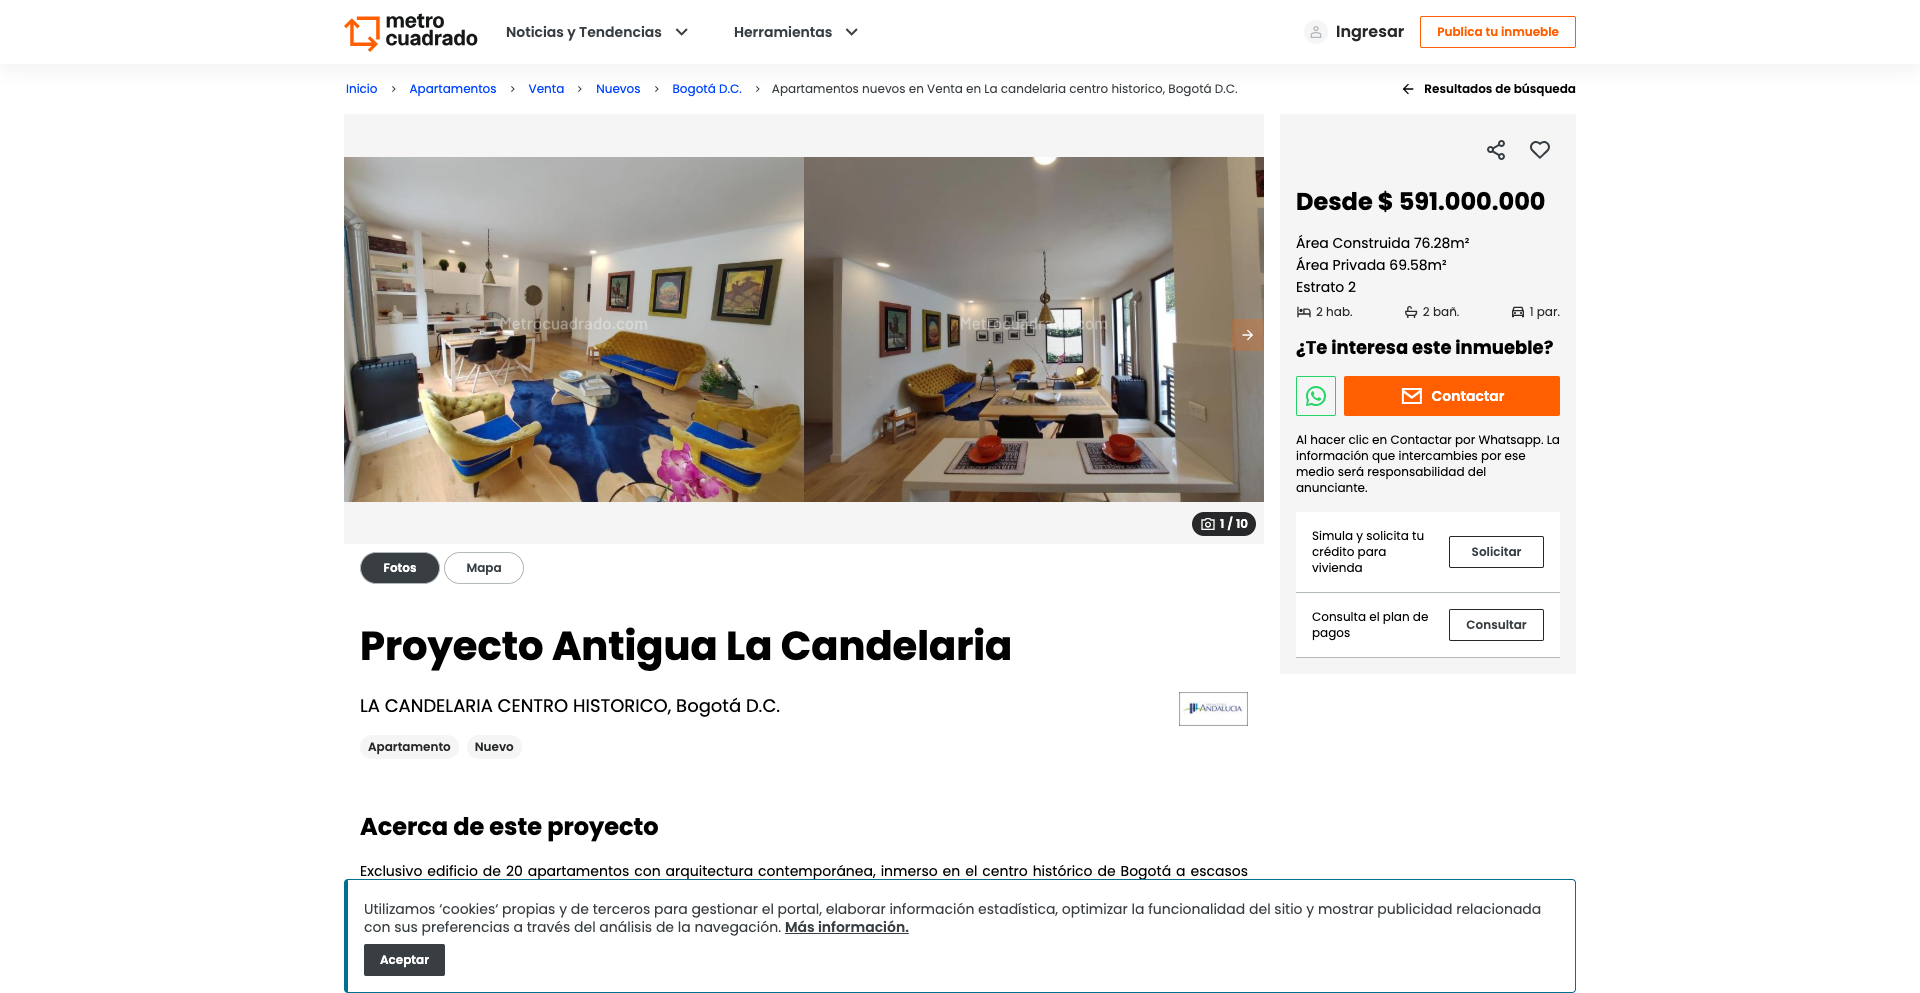 metro
cuadrado
Noticias y Tendencias
Herramientas
Ingresar
Publica tu inmueble
Inicio > Apartamentos > Venta > Nuevos > Bogotá D.C. > Apartamentos nuevos en Venta en La candelaria centro historico, Bogotá D.C.
Resultados de búsqueda
Metrocuadrado.com
Metrocuadrado.com
1 / 10
Fotos
Mapa
Desde $ 591.000.000
Área Construida 76.28m²
Área Privada 69.58m²
Estrato 2
2 hab.
2 bañ.
1 par.
¿Te interesa este inmueble?
Contactar
Al hacer clic en Contactar por Whatsapp. La
información que intercambies por ese
medio será responsabilidad del
anunciante.
Simula y solicita tu
crédito para
vivienda
Solicitar
Consulta el plan de
pagos
Consultar
Proyecto Antigua La Candelaria
LA CANDELARIA CENTRO HISTORICO, Bogotá D.C.
ANDALUCIA
Apartamento
Nuevo
Acerca de este proyecto
Exclusivo edificio de 20 apartamentos con arquitectura contemporánea, inmerso en el centro histórico de Bogotá a escasos
Utilizamos ‘cookies‘ propias y de terceros para gestionar el portal, elaborar información estadística, optimizar la funcionalidad del sitio y mostrar publicidad relacionada
con sus preferencias a través del análisis de la navegación. Más información.
Aceptar